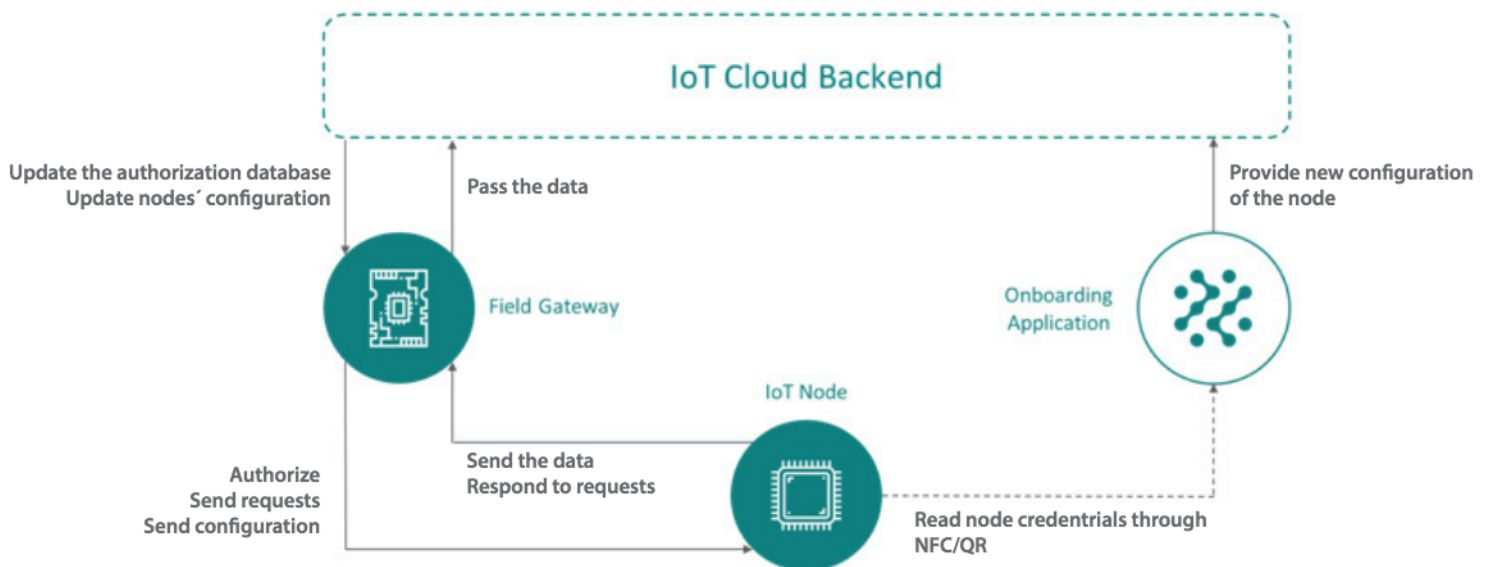 IoT Cloud Backend
Update the authorization database
Update nodes´ configuration
Pass the data
Provide new configuration
of the node
Field Gateway
Onboarding
Application
IoT Node
Authorize
Send requests
Send configuration
Send the data
Respond to requests
Read node credentrials through
NFC/QR